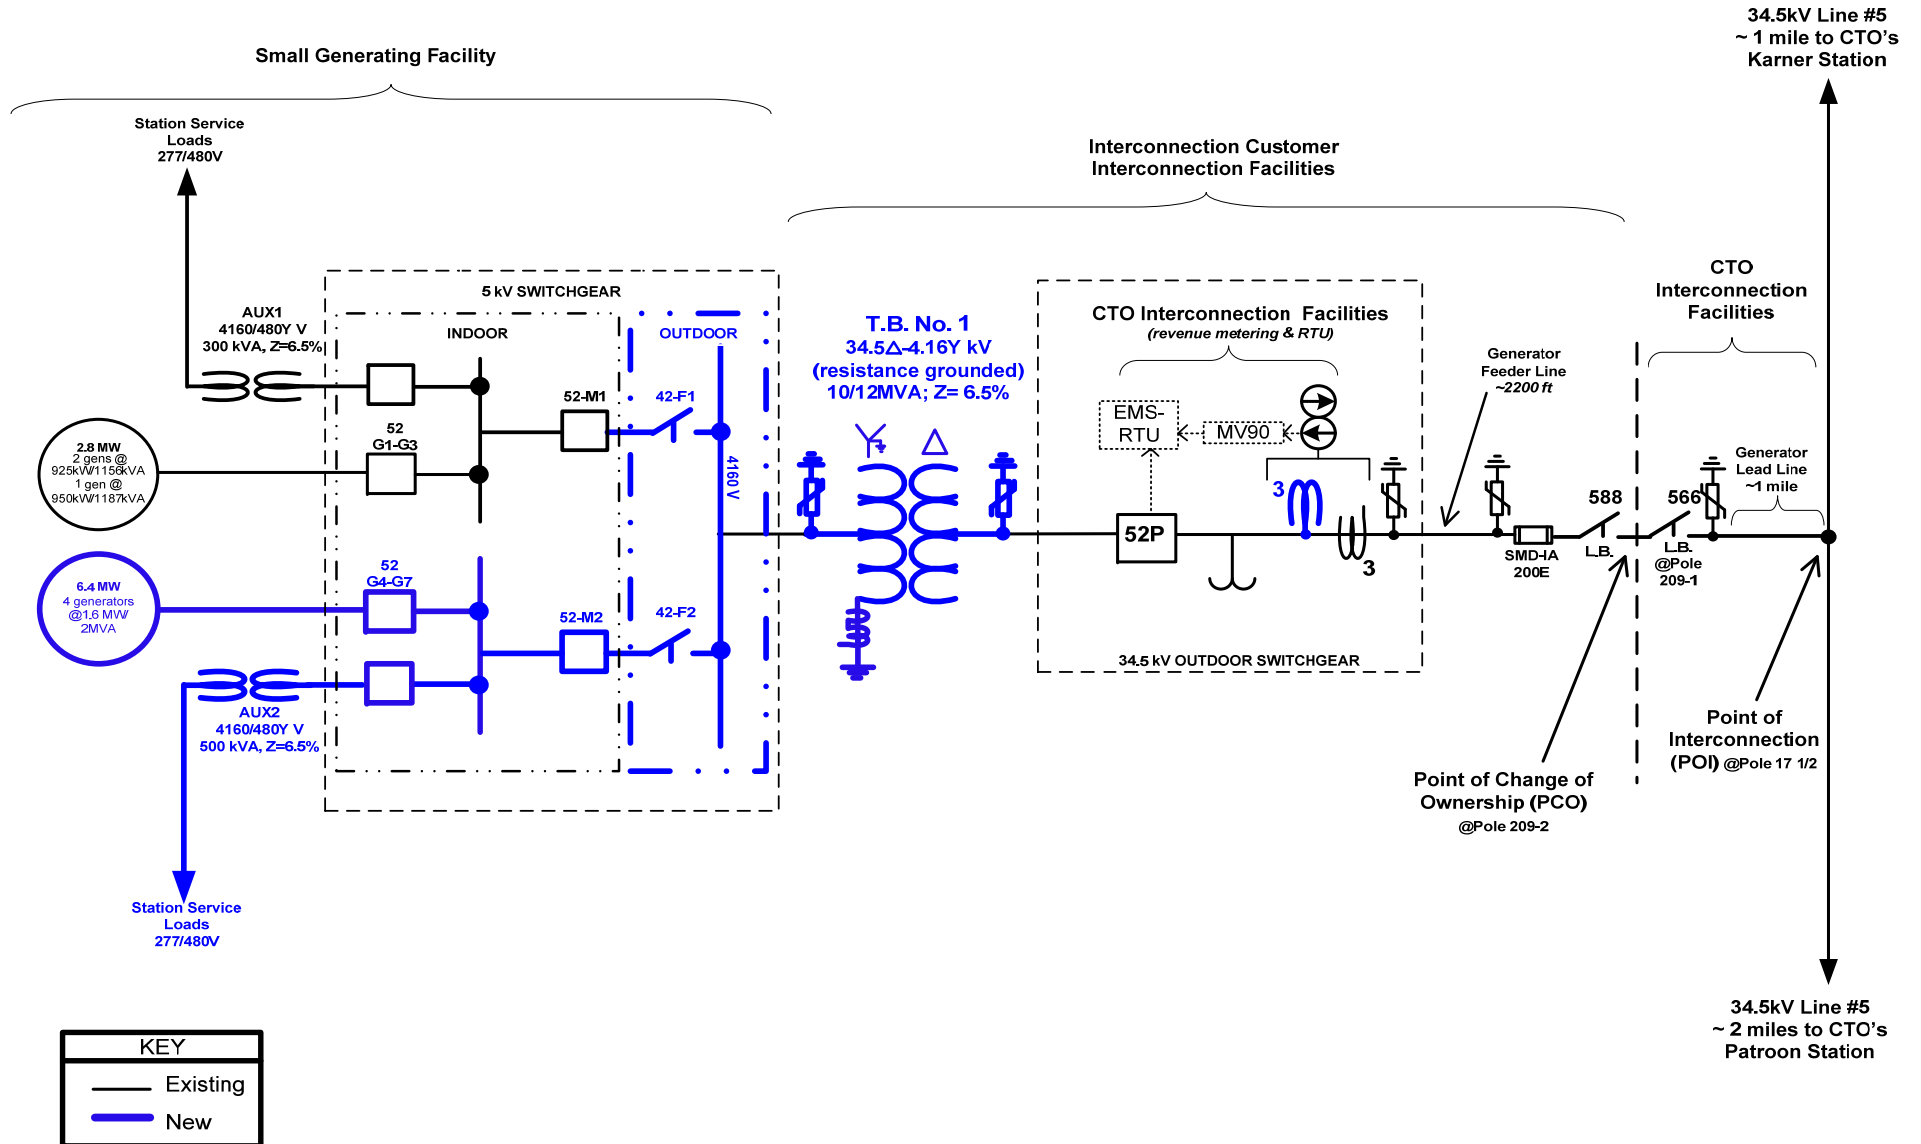 34.5kV Line #5
~ 1 mile to CTO's
Karner Station
Small Generating Facility
Station Service
Loads
277/480V
Interconnection Customer
Interconnection Facilities
CTO
Interconnection
Facilities
5 kV SWITCHGEAR
AUX1
4160/480Y V
300 kVA, Z=6.5%
INDOOR
OUTDOOR
T.B. No. 1
34.5Δ-4.16Y kV
(resistance grounded)
10/12MVA; Z= 6.5%
CTO Interconnection Facilities
(revenue metering & RTU)
Generator
Feeder Line
~2200 ft
52-M1
42-F1
EMS-
RTU
MV90
52
G1-G3
2.8 MW
2 gens @
925kW/1156kVA
1 gen @
950kW/1187kVA
4160 V
3
Generator
Lead Line
~1 mile
588
566
52P
3
SMD-IA
200E
L.B.
L.B.
@Pole
209-1
6.4 MW
4 generators
@1.6 MW/
2MVA
52
G4-G7
52-M2
42-F2
34.5 kV OUTDOOR SWITCHGEAR
AUX2
4160/480Y V
500 kVA, Z=6.5%
Point of
Interconnection
(POI) @Pole 17 1/2
Point of Change of
Ownership (PCO)
@Pole 209-2
Station Service
Loads
277/480V
34.5kV Line #5
~ 2 miles to CTO's
Patroon Station
KEY
Existing
New